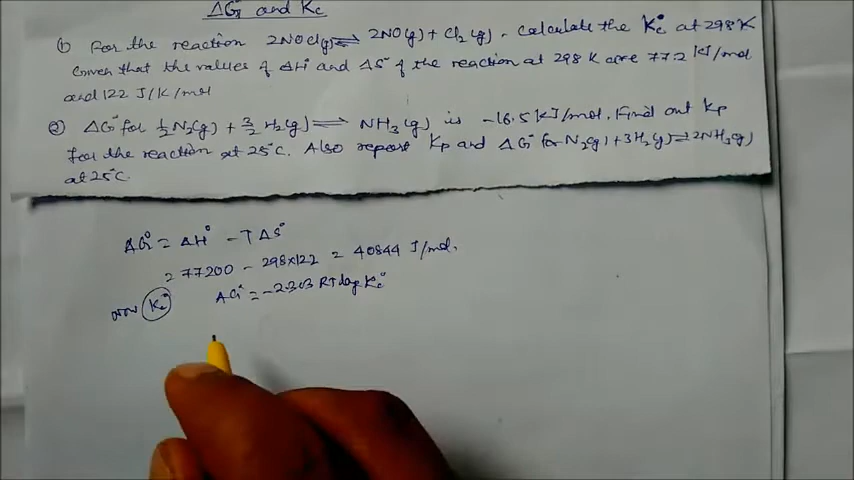 ΔG and Kc
① For the reaction 2NOCl(g) ⇌ 2NO(g) + Cl₂(g). Calculate the Kc° at 298 K
Given that the values of ΔH° and ΔS° of the reaction at 298 K are 77.2 kJ/mol
and 122 J/K/mol
② ΔG° for ½N₂(g) + 3/2 H₂(g) ⇌ NH₃(g) is -16.5 kJ/mol. Find out Kp
for the reaction at 25°C. Also report Kp and ΔG° for N₂(g) + 3H₂(g) ⇌ 2NH₃(g)
at 25°C.
ΔG° = ΔH° - TΔS°
= 77200 - 298×122 = 40844 J/mol.
now Kc° ΔG° = -2.303 RT log Kc°